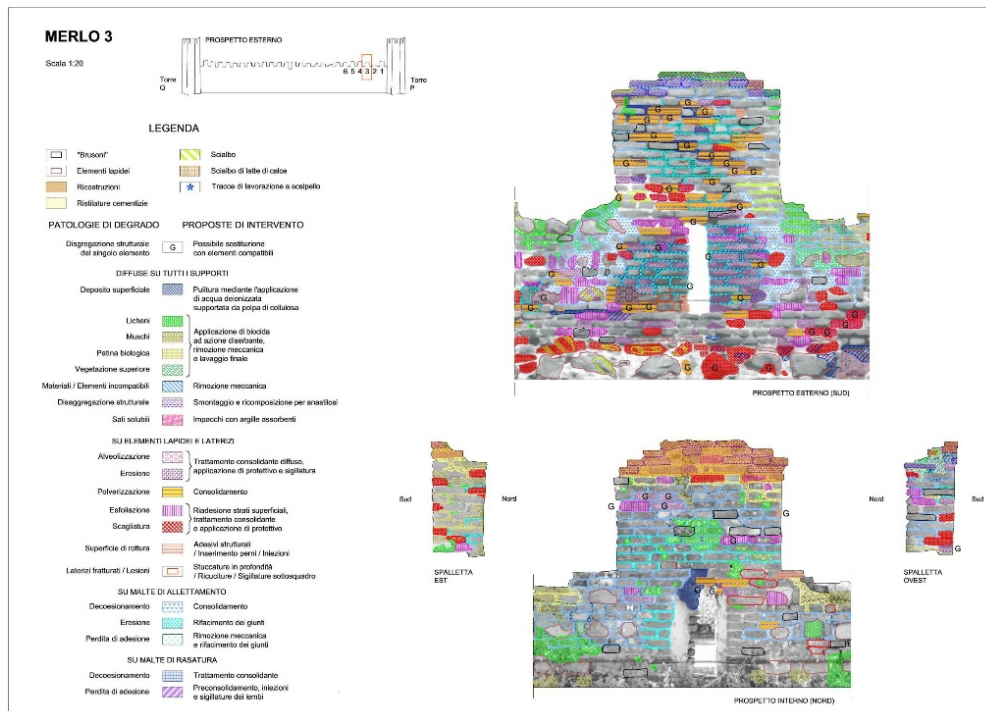 MERLO 3
Scala 1:20
PROSPETTO ESTERNO
6 5 4 3 2 1
Torre
Q
Torre
P
LEGENDA
"Brusoni"
Elementi lapidei
Ricostruzioni
Ristilature cementizie
Scialbo
Scialbo di latte di calce
Tracce di lavorazione a scalpello
PATOLOGIE DI DEGRADO
PROPOSTE DI INTERVENTO
Disgregazione strutturale
del singolo elemento
G
Possibile sostituzione
con elementi compatibili
DIFFUSE SU TUTTI I SUPPORTI
Deposito superficiale
Pulitura mediante l'applicazione
di acqua deionizzata
supportata da polpa di cellulosa
Licheni
Muschi
Patina biologica
Vegetazione superiore
Applicazione di biocida
ad azione diserbante,
rimozione meccanica
e lavaggio finale
Materiali / Elementi incompatibili
Rimozione meccanica
Disaggregazione strutturale
Smontaggio e ricomposizione per anastilosi
Sali solubili
Impacchi con argille assorbenti
SU ELEMENTI LAPIDEI E LATERIZI
Alveolizzazione
Erosione
Trattamento consolidante diffuso,
applicazione di protettivo e sigillatura
Polverizzazione
Consolidamento
Esfoliazione
Scagliatura
Riadesione strati superficiali,
trattamento consolidante
e applicazione di protettivo
Superficie di rottura
Adesivi strutturali
/ Inserimento perni / Iniezioni
Laterizi fratturati / Lesioni
Stuccature in profondità
/ Ricuciture / Sigillature sottosquadro
SU MALTE DI ALLETTAMENTO
Decoesionamento
Consolidamento
Erosione
Rifacimento dei giunti
Perdita di adesione
Rimozione meccanica
e rifacimento dei giunti
SU MALTE DI RASATURA
Decoesionamento
Trattamento consolidante
Perdita di adesione
Preconsolidamento, iniezioni
e sigillature dei lembi
PROSPETTO ESTERNO (SUD)
Sud
Nord
SPALLETTA
EST
Nord
Sud
SPALLETTA
OVEST
PROSPETTO INTERNO (NORD)